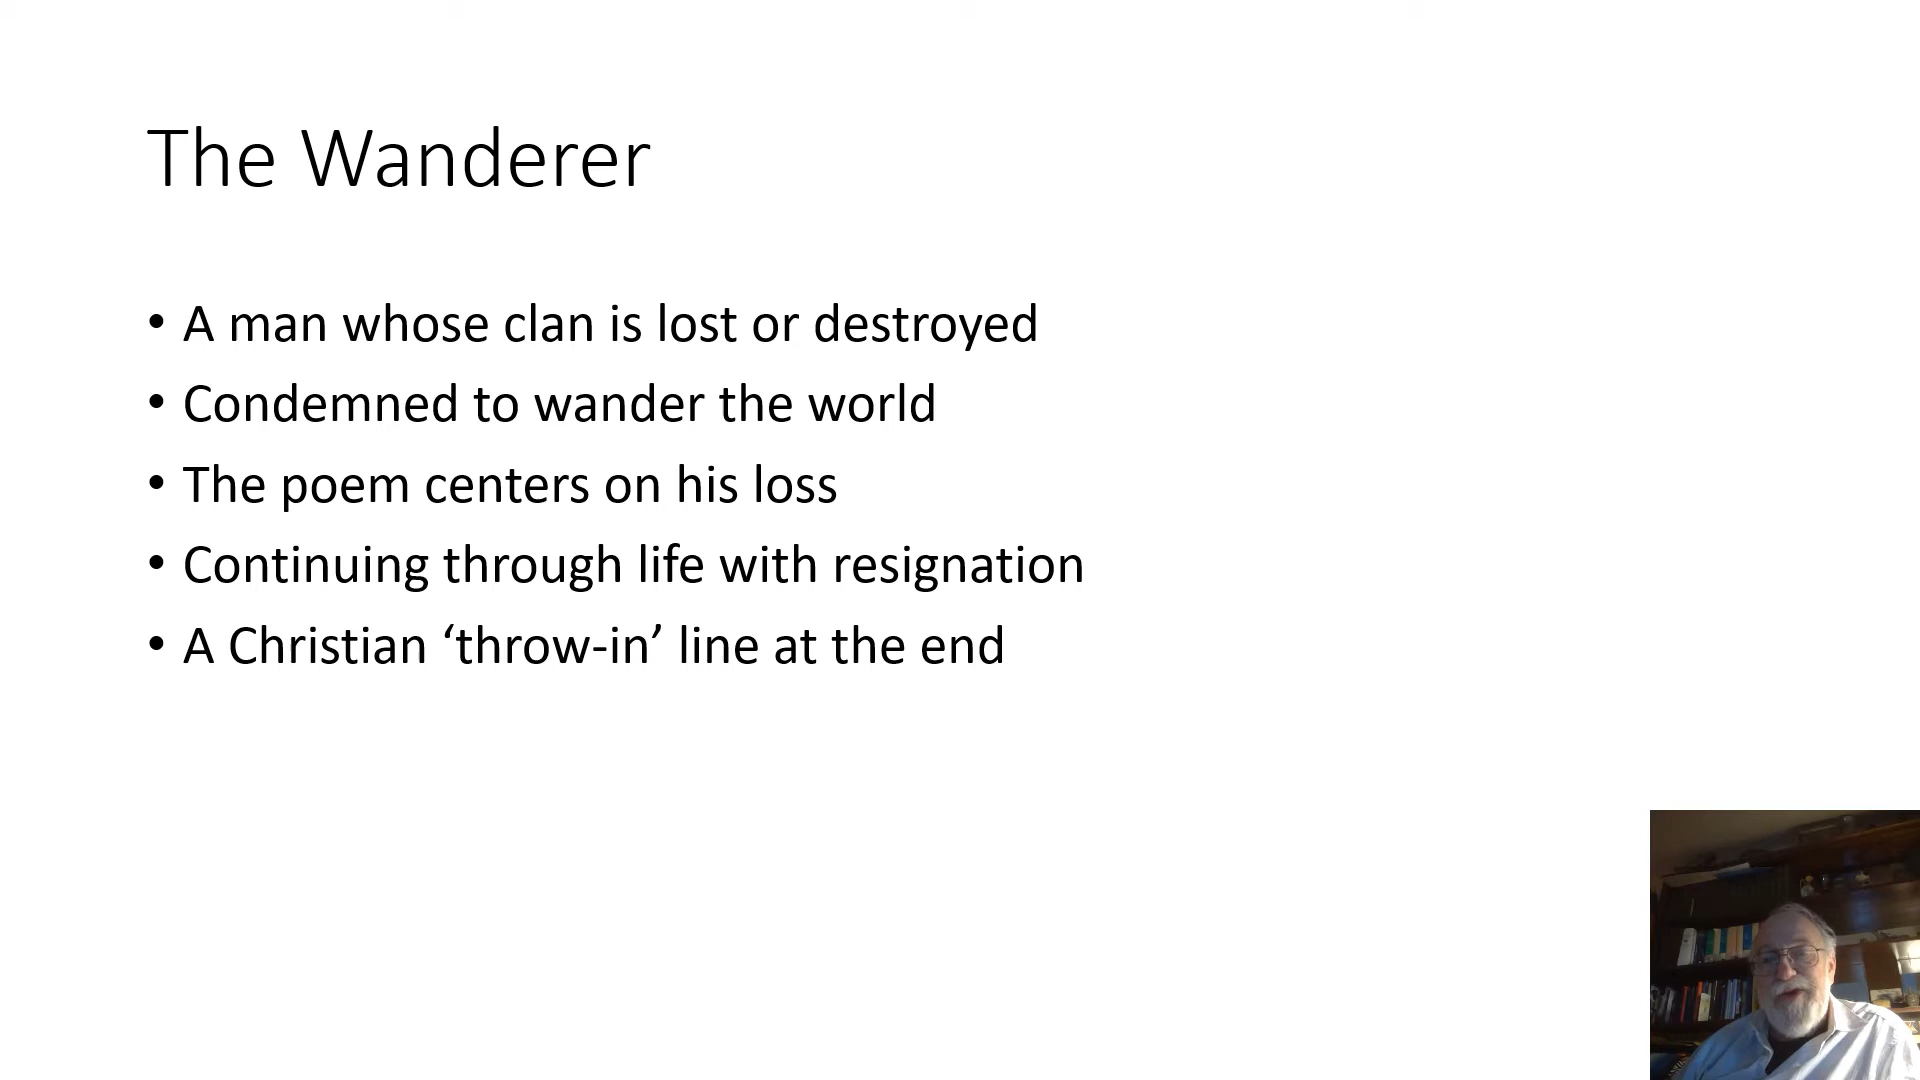 The Wanderer
• A man whose clan is lost or destroyed
• Condemned to wander the world
• The poem centers on his loss
• Continuing through life with resignation
• A Christian ‘throw-in’ line at the end